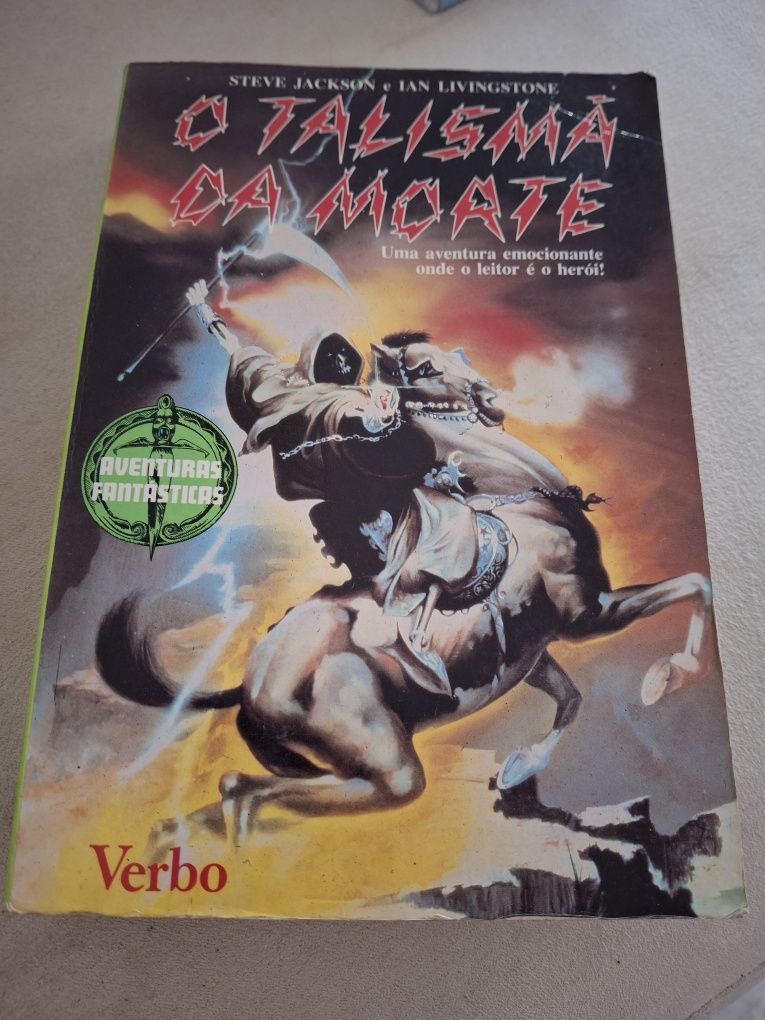 STEVE JACKSON e IAN LIVINGSTONE
O TALISMÃ
DA MORTE
Uma aventura emocionante
onde o leitor é o herói!
AVENTURAS
FANTÁSTICAS
Verbo